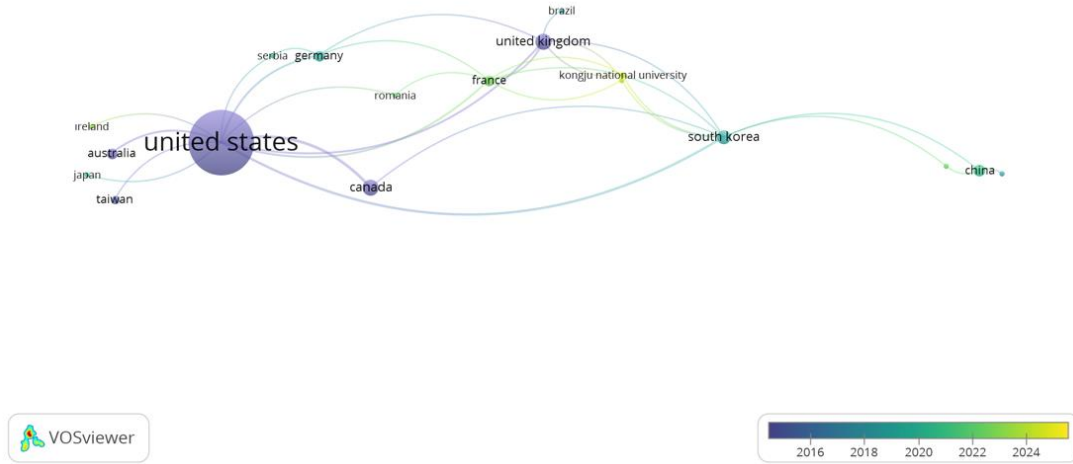 brazil
united kingdom
serbia
germany
kongju national university
france
romania
ireland
south korea
united states
australia
china
japan
canada
taiwan
VOSviewer
2016
2018
2020
2022
2024